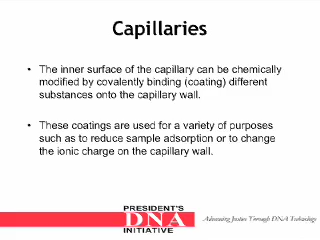 Capillaries
• The inner surface of the capillary can be chemically
modified by covalently binding (coating) different
substances onto the capillary wall.
• These coatings are used for a variety of purposes
such as to reduce sample adsorption or to change
the ionic charge on the capillary wall.
PRESIDENT'S
DNA
INITIATIVE
Advancing Justice Through DNA Technology